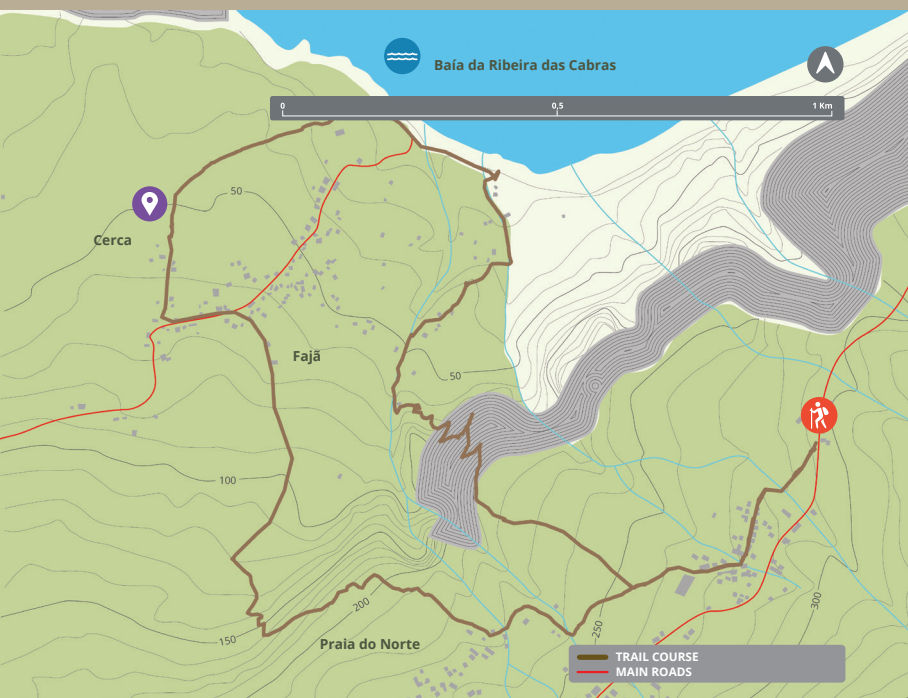 Baía da Ribeira das Cabras
0
0,5
1 Km
50
Cerca
Fajã
50
100
200
150
Praia do Norte
250
300
TRAIL COURSE
MAIN ROADS